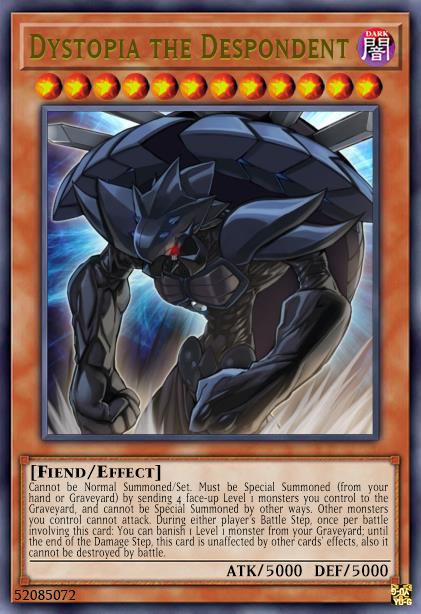 Dystopia the Despondent
DARK
闇
[Fiend/Effect]
Cannot be Normal Summoned/Set. Must be Special Summoned (from your
hand or Graveyard) by sending 4 face-up Level 1 monsters you control to the
Graveyard, and cannot be Special Summoned by other ways. Other monsters
you control cannot attack. During either player's Battle Step, once per battle
involving this card: You can banish 1 Level 1 monster from your Graveyard; until
the end of the Damage Step, this card is unaffected by other cards' effects, also it
cannot be destroyed by battle.
ATK/5000 DEF/5000
52085072